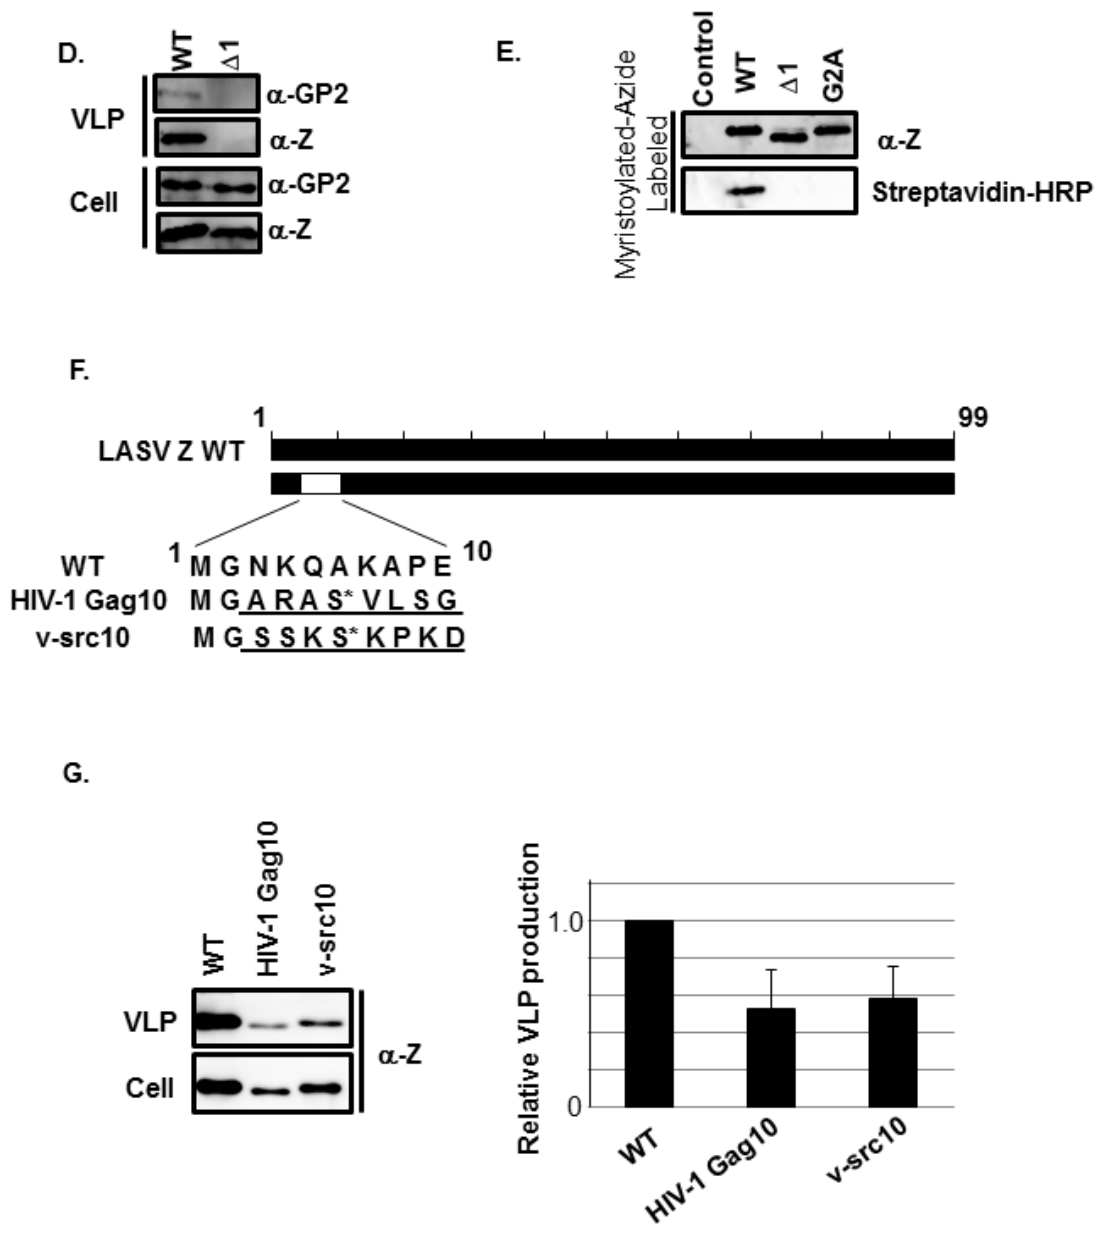 D.
WT
Δ1
VLP
α-GP2
α-Z
Cell
α-GP2
α-Z
E.
Control
WT
Δ1
G2A
Myristoylated-Azide
Labeled
α-Z
Streptavidin-HRP
F.
1
99
LASV Z WT
1
10
WT
M G N K Q A K A P E
HIV-1 Gag10
M G A R A S* V L S G
v-src10
M G S S K S* K P K D
G.
WT
HIV-1 Gag10
v-src10
VLP
Cell
α-Z
Relative VLP production
1.0
0
WT
HIV-1 Gag10
v-src10